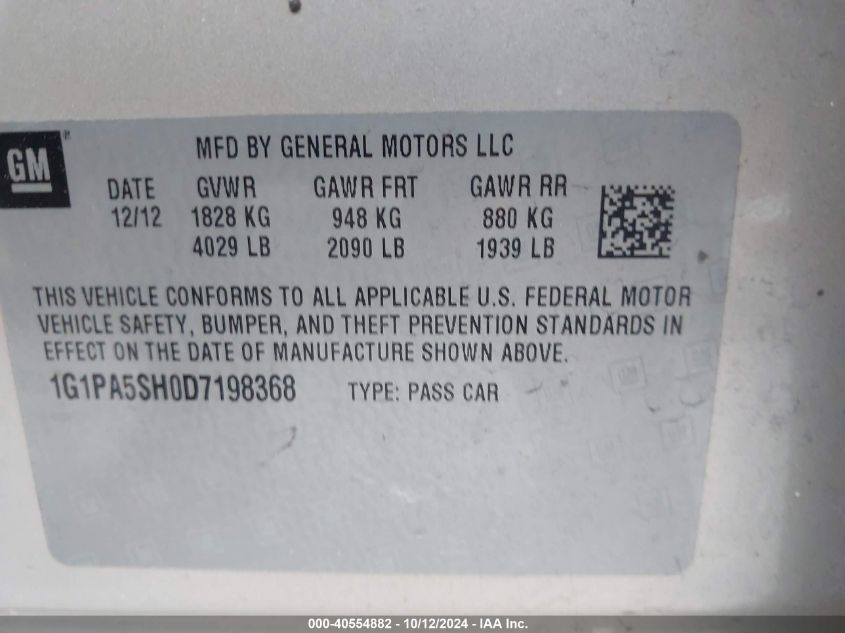 GM ®
MFD BY GENERAL MOTORS LLC
DATE GVWR GAWR FRT GAWR RR
12/12 1828 KG 948 KG 880 KG
4029 LB 2090 LB 1939 LB
THIS VEHICLE CONFORMS TO ALL APPLICABLE U.S. FEDERAL MOTOR
VEHICLE SAFETY, BUMPER, AND THEFT PREVENTION STANDARDS IN
EFFECT ON THE DATE OF MANUFACTURE SHOWN ABOVE.
1G1PA5SH0D7198368 TYPE: PASS CAR
000-40554882 - 10/12/2024 - IAA Inc.